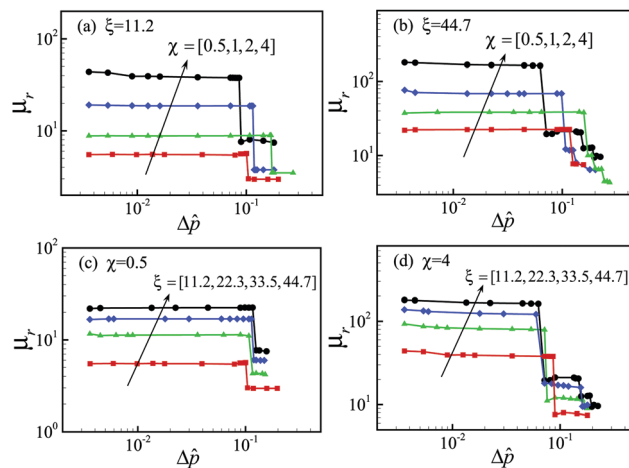 (a) ξ=11.2
χ = [0.5,1,2,4]
10²
10¹
10⁰
μᵣ
10⁻²
10⁻¹
Δp̂
(b) ξ=44.7
χ = [0.5,1,2,4]
10²
10¹
μᵣ
10⁻²
10⁻¹
Δp̂
(c) χ=0.5
ξ = [11.2,22.3,33.5,44.7]
10²
10¹
10⁰
μᵣ
10⁻²
10⁻¹
Δp̂
(d) χ=4
ξ = [11.2,22.3,33.5,44.7]
10²
10¹
μᵣ
10⁻²
10⁻¹
Δp̂